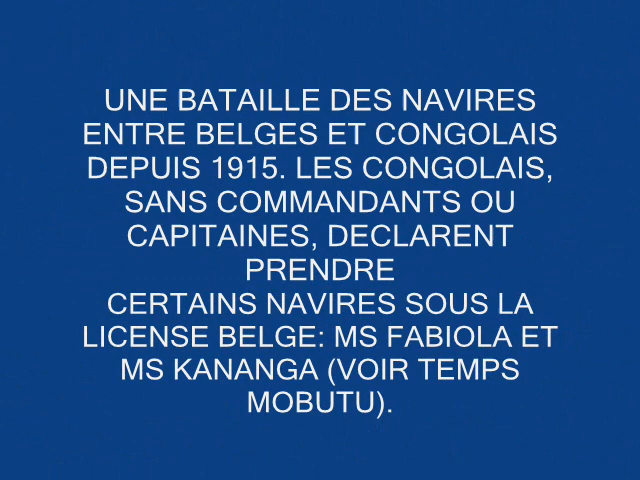 UNE BATAILLE DES NAVIRES
ENTRE BELGES ET CONGOLAIS
DEPUIS 1915. LES CONGOLAIS,
SANS COMMANDANTS OU
CAPITAINES, DECLARENT
PRENDRE
CERTAINS NAVIRES SOUS LA
LICENSE BELGE: MS FABIOLA ET
MS KANANGA (VOIR TEMPS
MOBUTU).